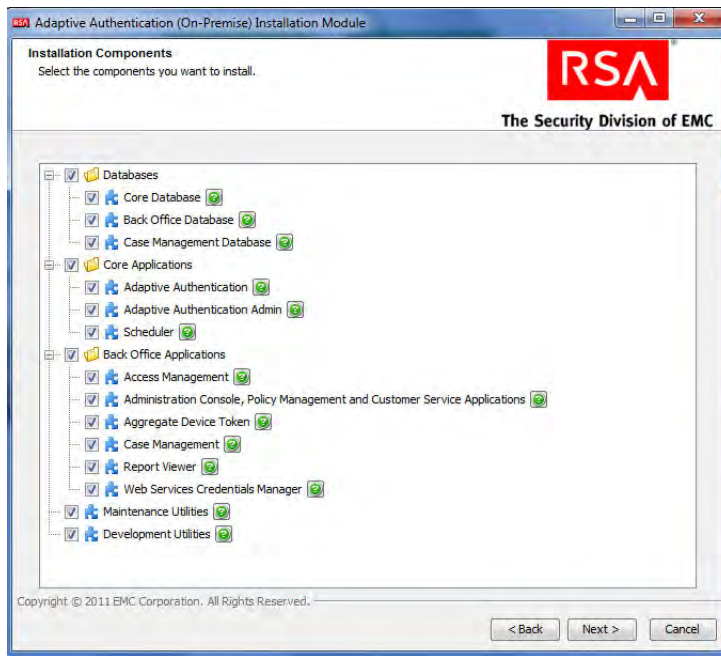 RSA Adaptive Authentication (On-Premise) Installation Module
Installation Components
Select the components you want to install.
RSA
The Security Division of EMC
Databases
Core Database
Back Office Database
Case Management Database
Core Applications
Adaptive Authentication
Adaptive Authentication Admin
Scheduler
Back Office Applications
Access Management
Administration Console, Policy Management and Customer Service Applications
Aggregate Device Token
Case Management
Report Viewer
Web Services Credentials Manager
Maintenance Utilities
Development Utilities
Copyright © 2011 EMC Corporation. All Rights Reserved.
< Back Next > Cancel